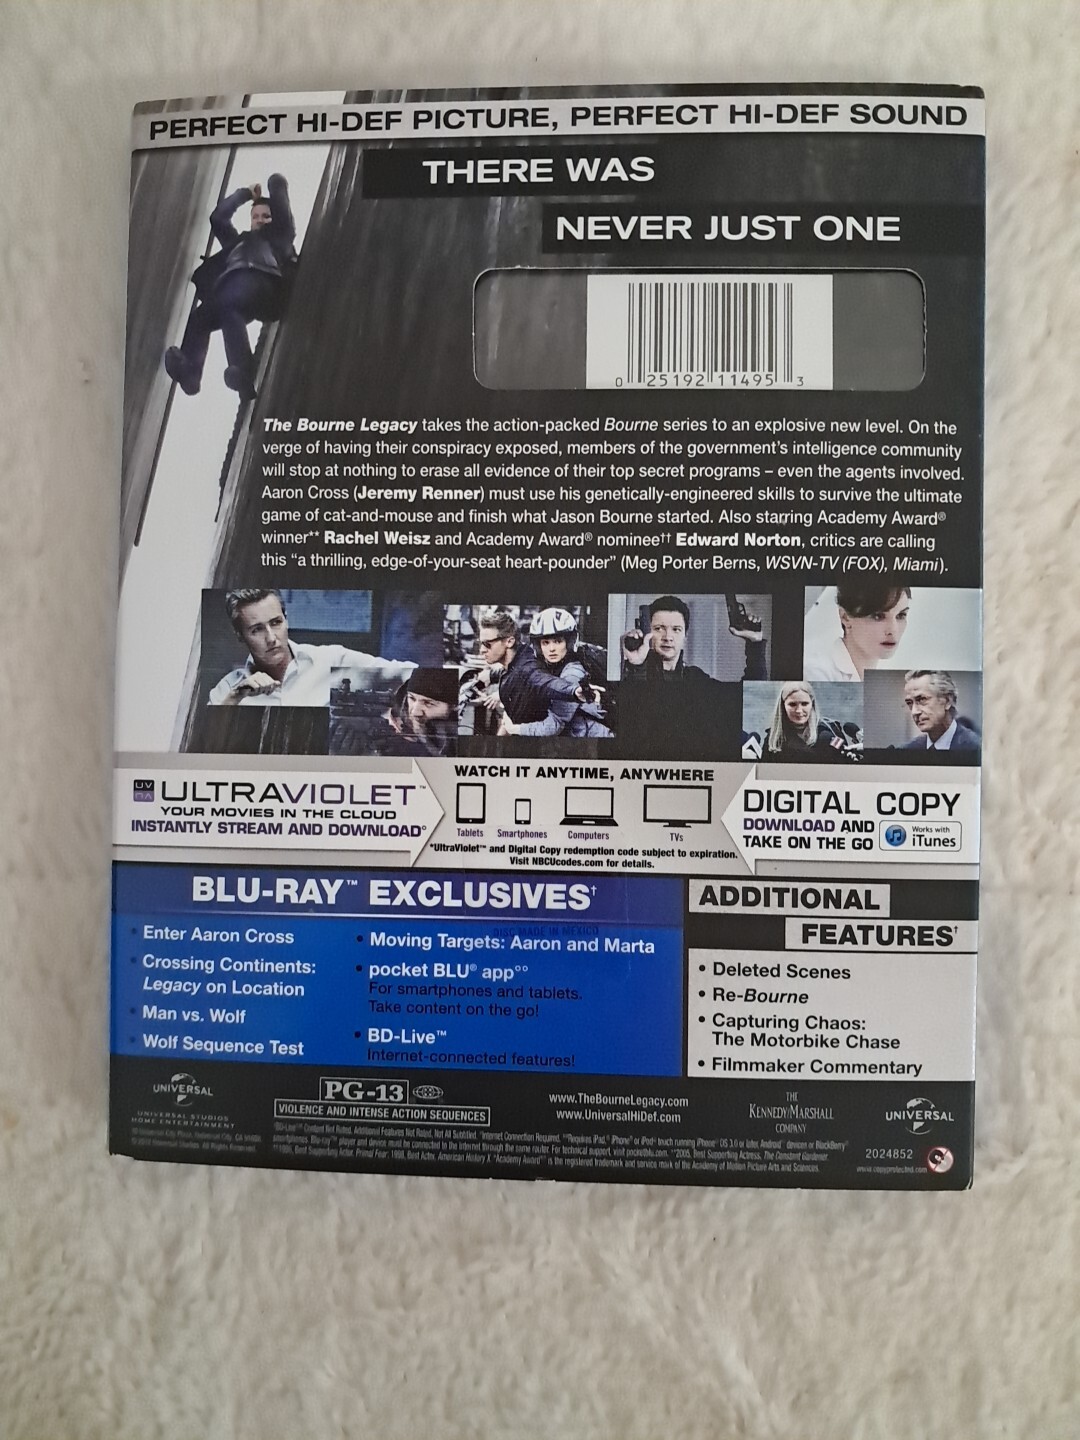 PERFECT HI-DEF PICTURE, PERFECT HI-DEF SOUND
THERE WAS
NEVER JUST ONE
0 25192 11495 3
The Bourne Legacy takes the action-packed Bourne series to an explosive new level. On the
verge of having their conspiracy exposed, members of the government's intelligence community
will stop at nothing to erase all evidence of their top secret programs – even the agents involved.
Aaron Cross (Jeremy Renner) must use his genetically-engineered skills to survive the ultimate
game of cat-and-mouse and finish what Jason Bourne started. Also starring Academy Award®
winner** Rachel Weisz and Academy Award® nominee†† Edward Norton, critics are calling
this “a thrilling, edge-of-your-seat heart-pounder” (Meg Porter Berns, WSVN-TV (FOX), Miami).
UV
ULTRAVIOLET™
YOUR MOVIES IN THE CLOUD
INSTANTLY STREAM AND DOWNLOAD°
WATCH IT ANYTIME, ANYWHERE
Tablets Smartphones Computers TVs
*UltraViolet™ and Digital Copy redemption code subject to expiration.
Visit NBCUcodes.com for details.
DIGITAL COPY
DOWNLOAD AND
TAKE ON THE GO
Works with
iTunes
BLU-RAY™ EXCLUSIVES†
DISC MADE IN MEXICO
• Enter Aaron Cross
• Crossing Continents:
Legacy on Location
• Man vs. Wolf
• Wolf Sequence Test
• Moving Targets: Aaron and Marta
• pocket BLU® app°°
For smartphones and tablets.
Take content on the go!
• BD-Live™
Internet-connected features!
ADDITIONAL
FEATURES†
• Deleted Scenes
• Re-Bourne
• Capturing Chaos:
The Motorbike Chase
• Filmmaker Commentary
UNIVERSAL
UNIVERSAL STUDIOS
HOME ENTERTAINMENT
PG-13
VIOLENCE AND INTENSE ACTION SEQUENCES
www.TheBourneLegacy.com
www.UniversalHiDef.com
THE
KENNEDY/MARSHALL
COMPANY
UNIVERSAL
2024852
www.copyprotected.com